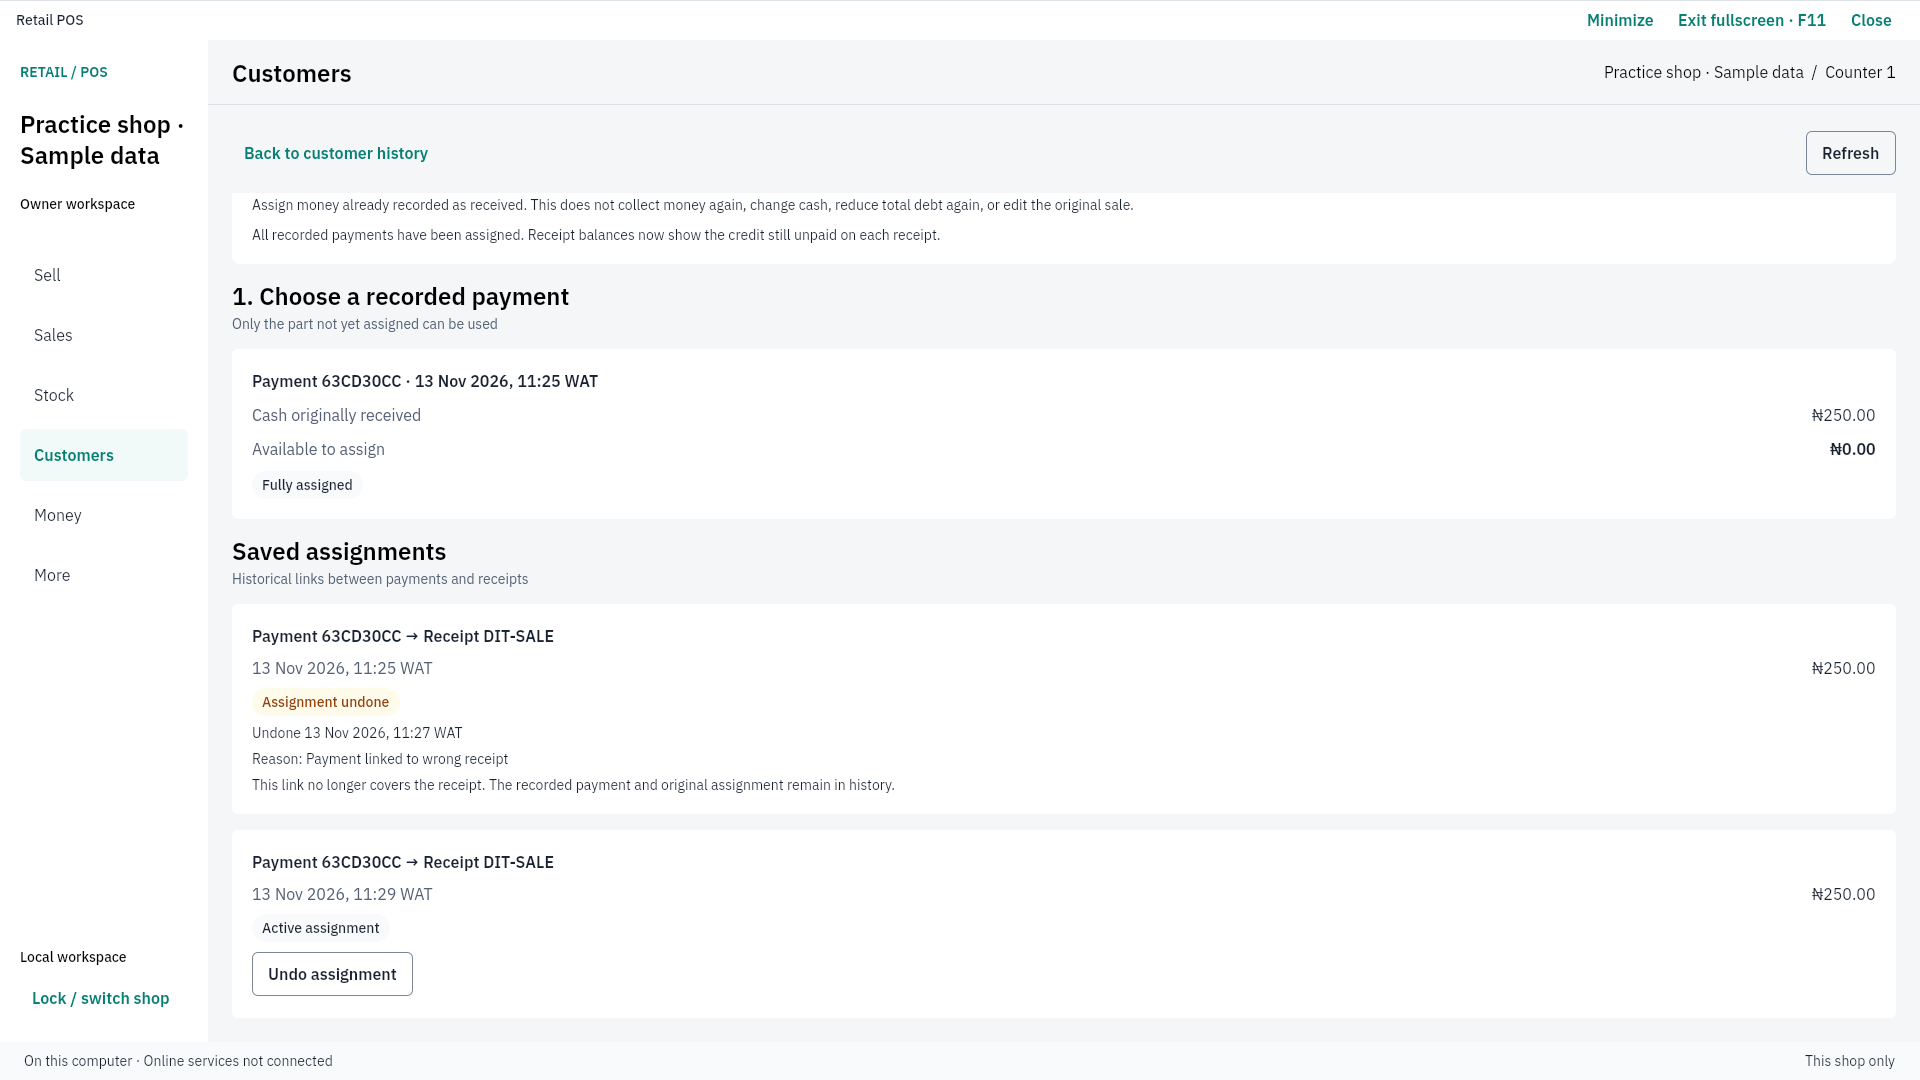 Retail POS
Minimize
Exit fullscreen · F11
Close
RETAIL / POS
Practice shop ·
Sample data
Owner workspace
Sell
Sales
Stock
Customers
Money
More
Local workspace
Lock / switch shop
Customers
Practice shop · Sample data / Counter 1
Back to customer history
Refresh
Assign money already recorded as received. This does not collect money again, change cash, reduce total debt again, or edit the original sale.
All recorded payments have been assigned. Receipt balances now show the credit still unpaid on each receipt.
1. Choose a recorded payment
Only the part not yet assigned can be used
Payment 63CD30CC · 13 Nov 2026, 11:25 WAT
Cash originally received ₦250.00
Available to assign ₦0.00
Fully assigned
Saved assignments
Historical links between payments and receipts
Payment 63CD30CC → Receipt DIT-SALE
13 Nov 2026, 11:25 WAT ₦250.00
Assignment undone
Undone 13 Nov 2026, 11:27 WAT
Reason: Payment linked to wrong receipt
This link no longer covers the receipt. The recorded payment and original assignment remain in history.
Payment 63CD30CC → Receipt DIT-SALE
13 Nov 2026, 11:29 WAT ₦250.00
Active assignment
Undo assignment
On this computer · Online services not connected
This shop only